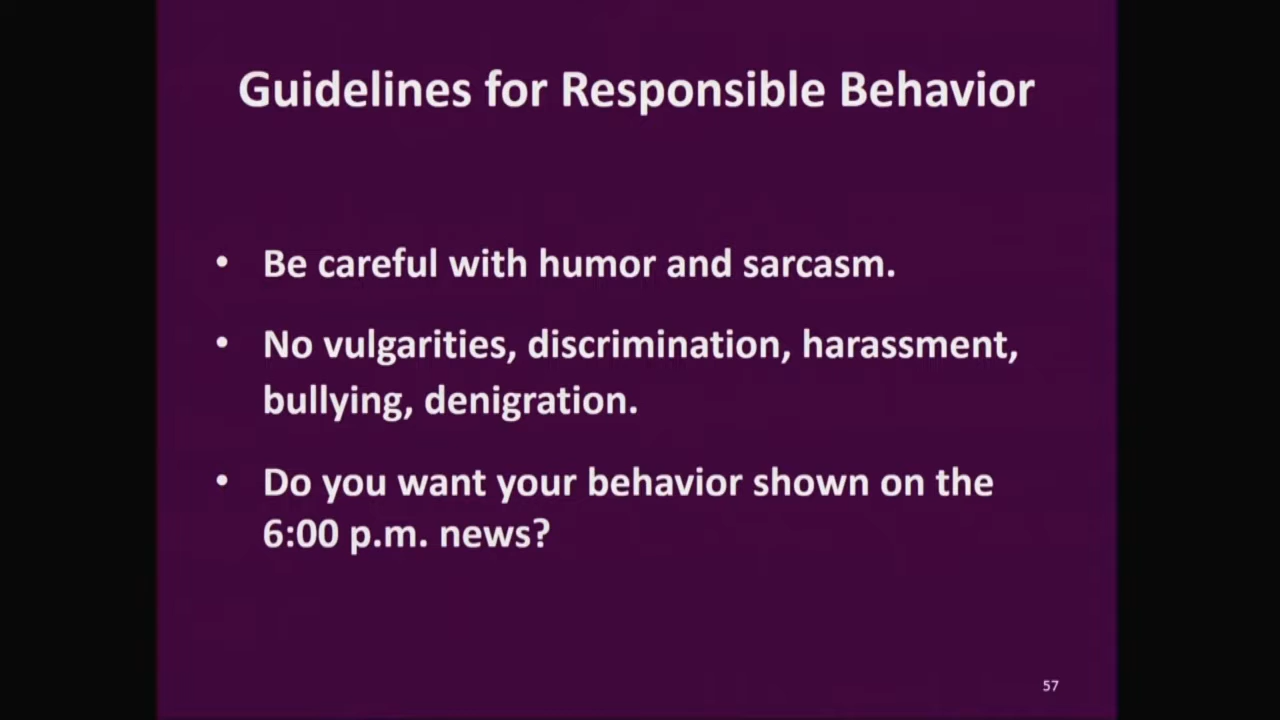 Guidelines for Responsible Behavior
• Be careful with humor and sarcasm.
• No vulgarities, discrimination, harassment,
bullying, denigration.
• Do you want your behavior shown on the
6:00 p.m. news?
57